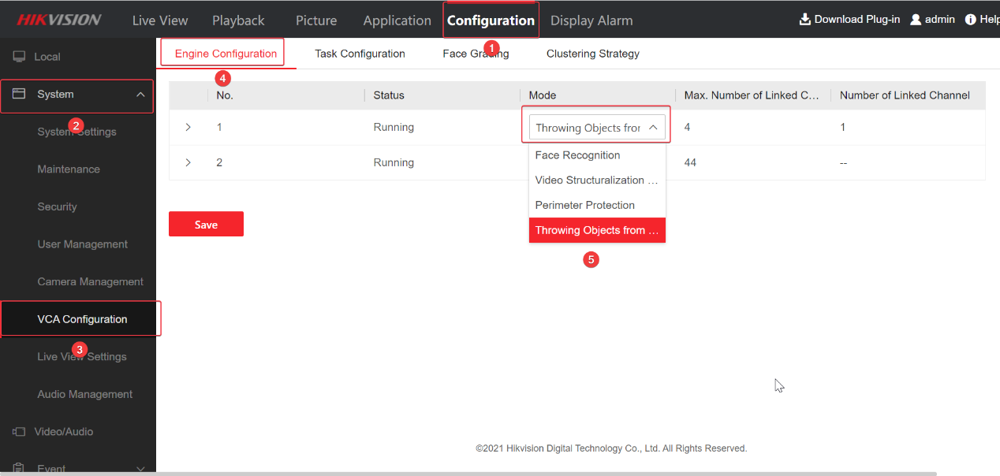 HIKVISION Live View Playback Picture Application Configuration Display Alarm Download Plug-in admin Help
Local
System
2
System Settings
Maintenance
Security
User Management
Camera Management
VCA Configuration
3
Live View Settings
Audio Management
Video/Audio
Event
Engine Configuration Task Configuration Face Grading Clustering Strategy
1
4
No. Status Mode Max. Number of Linked C... Number of Linked Channel
1 Running Throwing Objects from 4 1
2 Running 44 --
Face Recognition
Video Structuralization ...
Perimeter Protection
Throwing Objects from ...
5
Save
©2021 Hikvision Digital Technology Co., Ltd. All Rights Reserved.